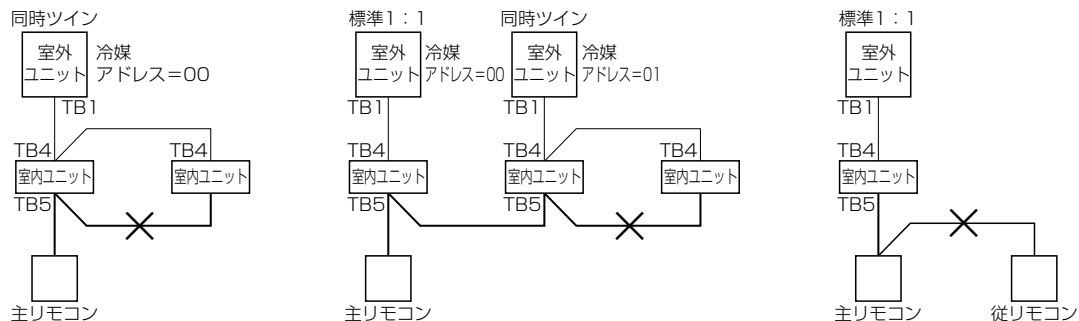 同時ツイン
室外
ユニット
冷媒
アドレス=00
TB1
TB4
TB4
室内ユニット
室内ユニット
TB5
主リモコン
標準1:1
同時ツイン
室外
ユニット
冷媒
アドレス=00
室外
ユニット
冷媒
アドレス=01
TB1
TB1
TB4
TB4
TB4
室内ユニット
室内ユニット
室内ユニット
TB5
TB5
主リモコン
標準1:1
室外
ユニット
TB1
TB4
室内ユニット
TB5
主リモコン
従リモコン